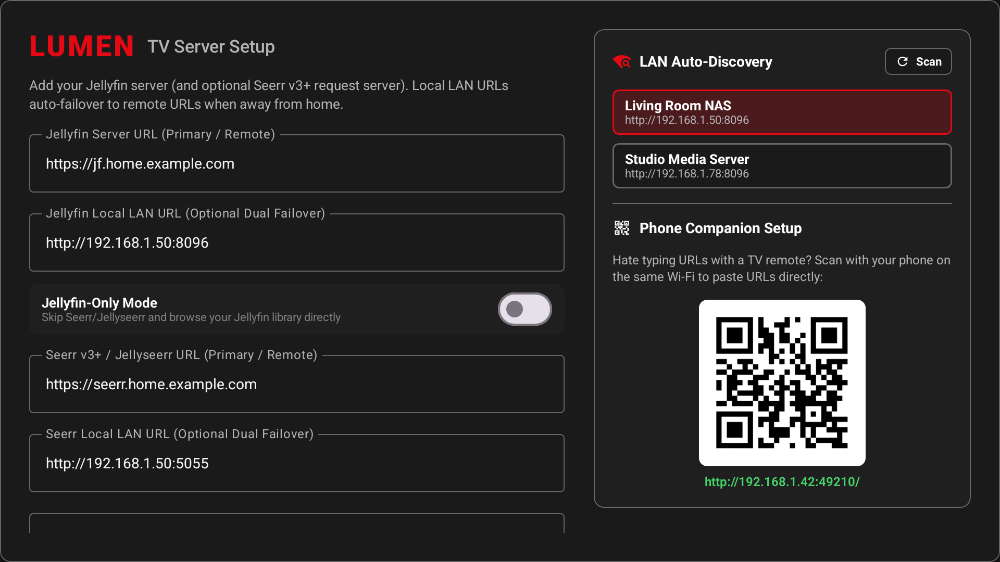 LUMEN TV Server Setup
Add your Jellyfin server (and optional Seerr v3+ request server). Local LAN URLs
auto-failover to remote URLs when away from home.
Jellyfin Server URL (Primary / Remote)
https://jf.home.example.com
Jellyfin Local LAN URL (Optional Dual Failover)
http://192.168.1.50:8096
Jellyfin-Only Mode
Skip Seerr/Jellyseerr and browse your Jellyfin library directly
Seerr v3+ / Jellyseerr URL (Primary / Remote)
https://seerr.home.example.com
Seerr Local LAN URL (Optional Dual Failover)
http://192.168.1.50:5055
LAN Auto-Discovery
Scan
Living Room NAS
http://192.168.1.50:8096
Studio Media Server
http://192.168.1.78:8096
Phone Companion Setup
Hate typing URLs with a TV remote? Scan with your phone on
the same Wi-Fi to paste URLs directly:
http://192.168.1.42:49210/